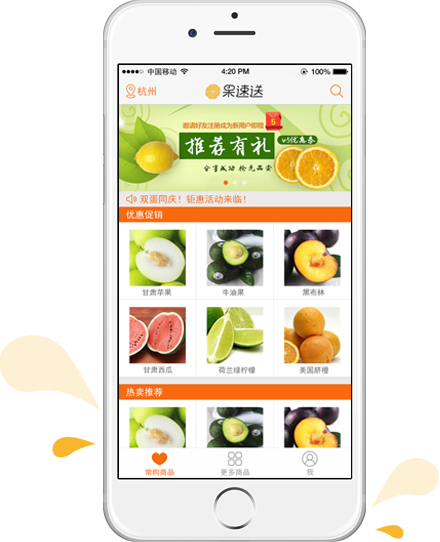 中国移动 4:20 PM 100%
杭州 果速送
邀请好友注册成为新用户即赠
5
推荐有礼
V5优惠券
分享成功 抢先品尝
双蛋同庆！钜惠活动来临！
优惠促销
甘肃苹果 牛油果 黑布林
甘肃西瓜 荷兰绿柠檬 美国脐橙
热卖推荐
常购商品 更多商品 我